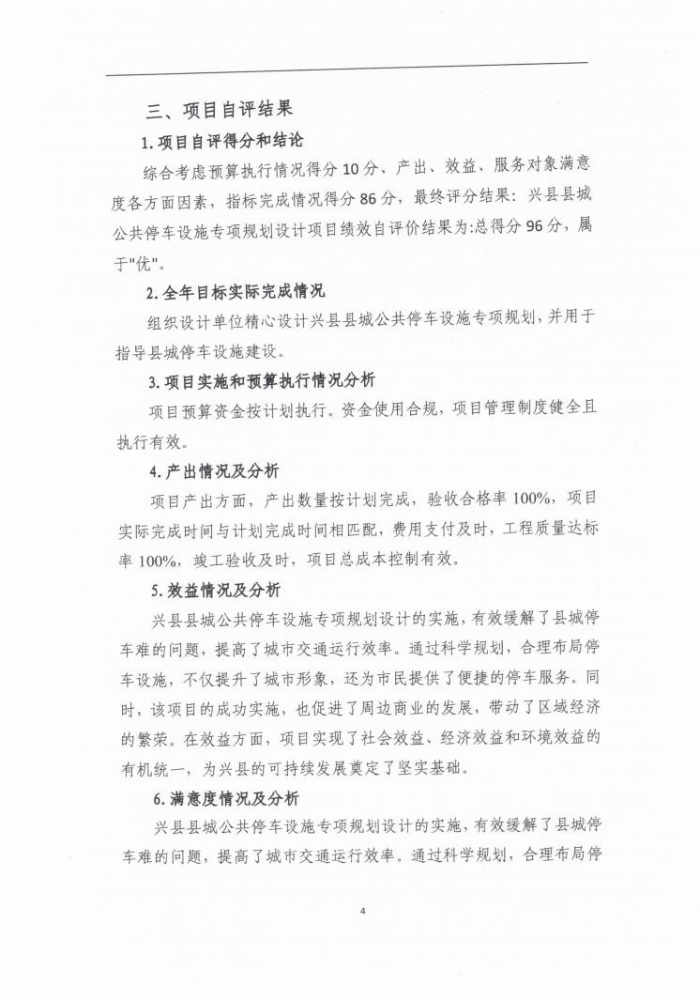 三、项目自评结果
1.项目自评得分和结论
综合考虑预算执行情况得分 10 分、产出、效益、服务对象满意
度各方面因素，指标完成情况得分 86 分，最终评分结果：兴县县城
公共停车设施专项规划设计项目绩效自评价结果为:总得分 96 分，属
于"优"。
2.全年目标实际完成情况
组织设计单位精心设计兴县县城公共停车设施专项规划，并用于
指导县城停车设施建设。
3.项目实施和预算执行情况分析
项目预算资金按计划执行。资金使用合规，项目管理制度健全且
执行有效。
4.产出情况及分析
项目产出方面，产出数量按计划完成，验收合格率 100%，项目
实际完成时间与计划完成时间相匹配，费用支付及时，工程质量达标
率 100%，竣工验收及时，项目总成本控制有效。
5.效益情况及分析
兴县县城公共停车设施专项规划设计的实施，有效缓解了县城停
车难的问题，提高了城市交通运行效率。通过科学规划，合理布局停
车设施，不仅提升了城市形象，还为市民提供了便捷的停车服务。同
时，该项目的成功实施，也促进了周边商业的发展，带动了区域经济
的繁荣。在效益方面，项目实现了社会效益、经济效益和环境效益的
有机统一，为兴县的可持续发展奠定了坚实基础。
6.满意度情况及分析
兴县县城公共停车设施专项规划设计的实施，有效缓解了县城停
车难的问题，提高了城市交通运行效率。通过科学规划，合理布局停
4